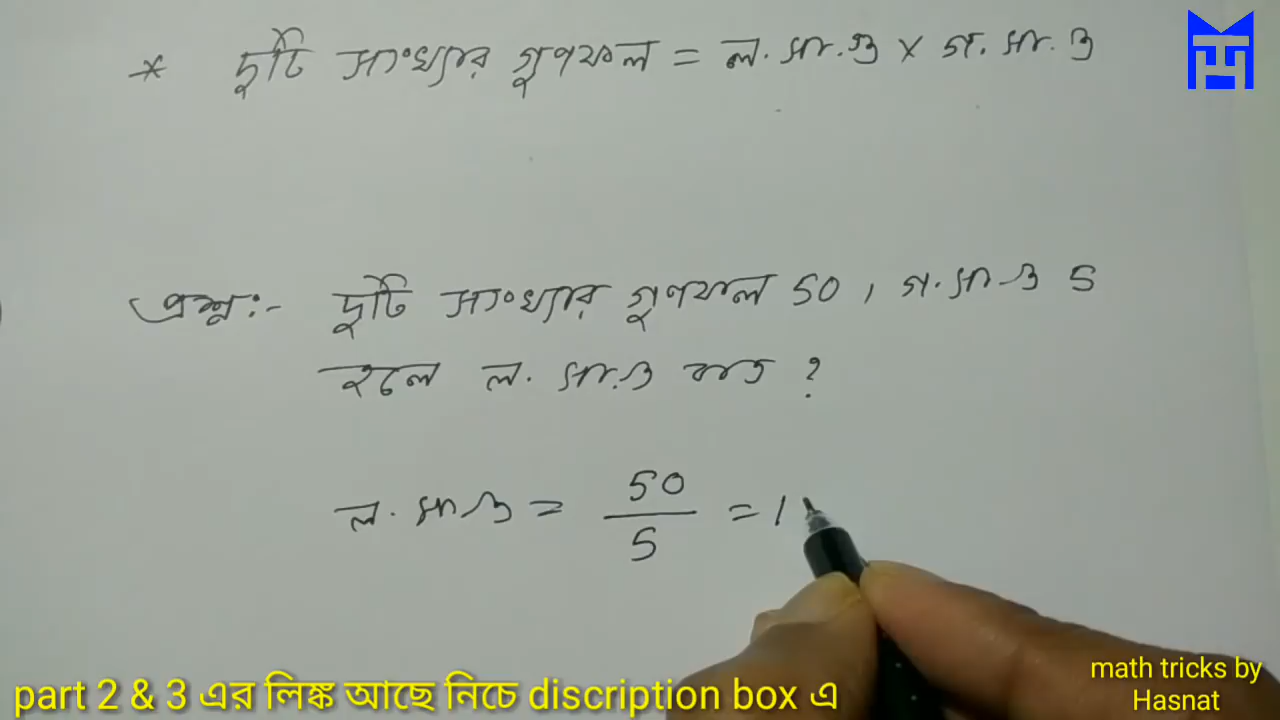 * দুটি সংখ্যার গুণফল = ল. সা. গু × গ. সা. গু
প্রশ্ন:- দুটি সংখ্যার গুণফল 50, গ. সা. গু 5
হলে ল. সা. গু কত ?
ল. সা. গু = 50/5 = 1
part 2 & 3 এর লিঙ্ক আছে নিচে discription box এ
math tricks by
Hasnat